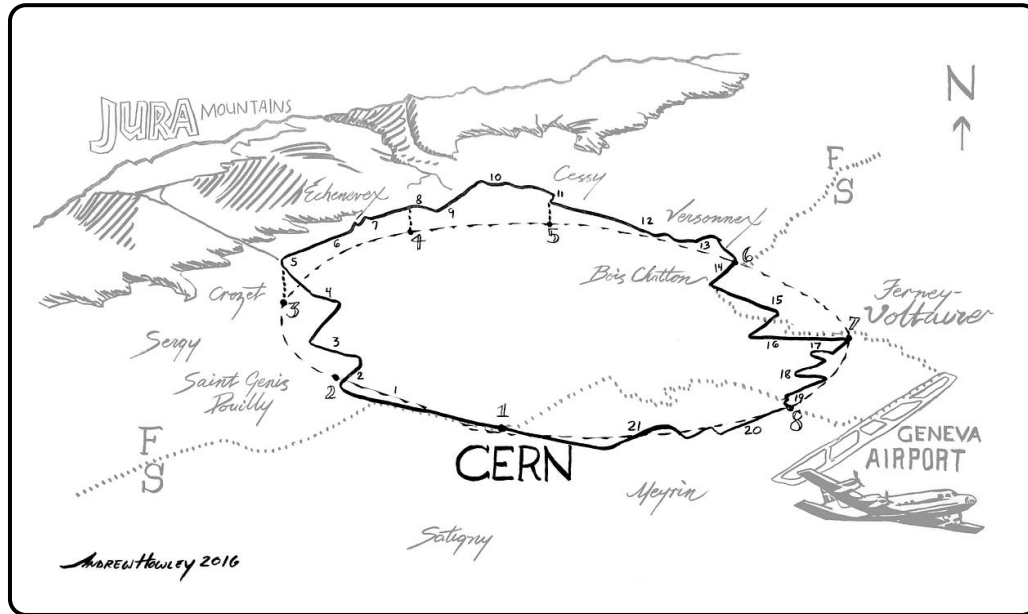 JURA MOUNTAINS
N
Echenevex
Cessy
Versonnex
F
S
Bois Chatton
Crozet
Sergy
Saint Genis
Pouilly
Ferney-
Voltaire
F
S
CERN
GENEVA
AIRPORT
Meyrin
Satigny
ANDREW HOWLEY 2016
1
2
3
4
5
6
7
8
1
2
3
4
5
6
7
8
9
10
11
12
13
14
15
16
17
18
19
20
21